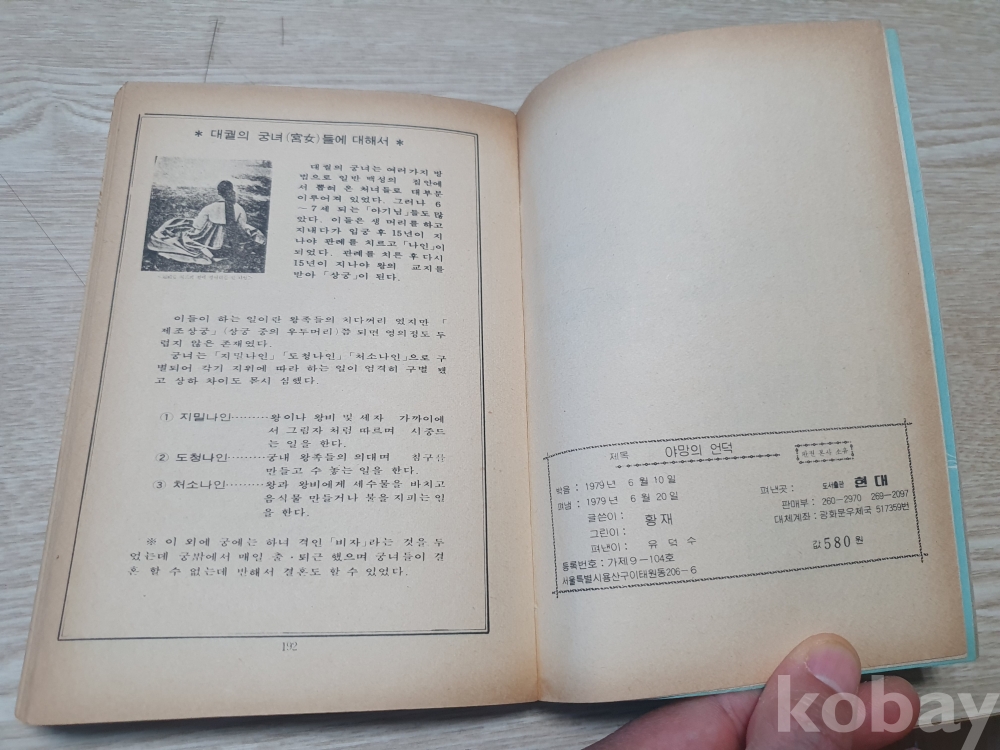 * 대궐의 궁녀(宮女)들에 대해서 *
대궐의 궁녀는 여러가지 방
법으로 일반 백성의 집안에
서 뽑혀 온 처녀들로 대부분
이루어져 있었다. 그러나 6
~7세 되는「아기님」들도 많
았다. 이들은 생 머리를 하고
지내다가 입궁 후 15년이 지
나야 관례를 치르고「나인」이
되었다. 관례를 치른 후 다시
15년이 지나야 왕의 교지를
받아「상궁」이 된다.
이들이 하는 일이란 왕족들의 치다꺼리 였지만「
제조상궁」(상궁 중의 우두머리)쯤 되면 영의정도 두
렵지 않은 존재였다.
궁녀는「지밀나인」「도청나인」「처소나인」으로 구
별되어 각기 지위에 따라 하는 일이 엄격히 구별 됐
고 상하 차이도 몹시 심했다.
① 지밀나인………왕이나 왕비 및 세자 가까이에
서 그림자 처럼 따르며 시중드
는 일을 한다.
② 도청나인………궁내 왕족들의 의대며 침구를
만들고 수 놓는 일을 한다.
③ 처소나인………왕과 왕비에게 세수물을 바치고
음식물 만들거나 불을 지피는일
을 한다.
※ 이 외에 궁에는 하녀 격인「비자」라는 것을 두
었는데 궁밖에서 매일 출·퇴근 했으며 궁녀들이 결
혼 할 수 없는데 반해서 결혼도 할 수 있었다.
192
제목 야망의 언덕
판권 본사 소유
박음 : 1979년 6월 10일
펴냄 : 1979년 6월 20일
글쓴이 :
그린이 : 황재
펴낸이 : 유덕수
등록번호 : 가제9-104호
서울특별시용산구이태원동206-6
펴낸곳 : 도서출판 현대
판매부 : 260-2970 269-2097
대체계좌 : 광화문우체국 517359번
값 580원
kobay